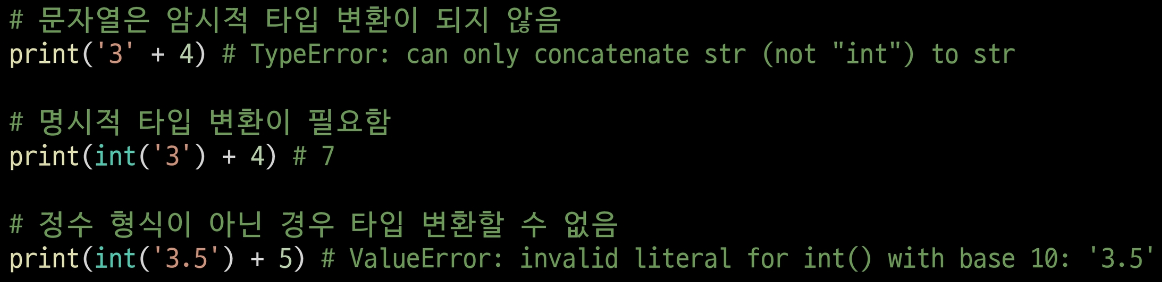 # 문자열은 암시적 타입 변환이 되지 않음
print('3' + 4) # TypeError: can only concatenate str (not "int") to str
# 명시적 타입 변환이 필요함
print(int('3') + 4) # 7
# 정수 형식이 아닌 경우 타입 변환할 수 없음
print(int('3.5') + 5) # ValueError: invalid literal for int() with base 10: '3.5'